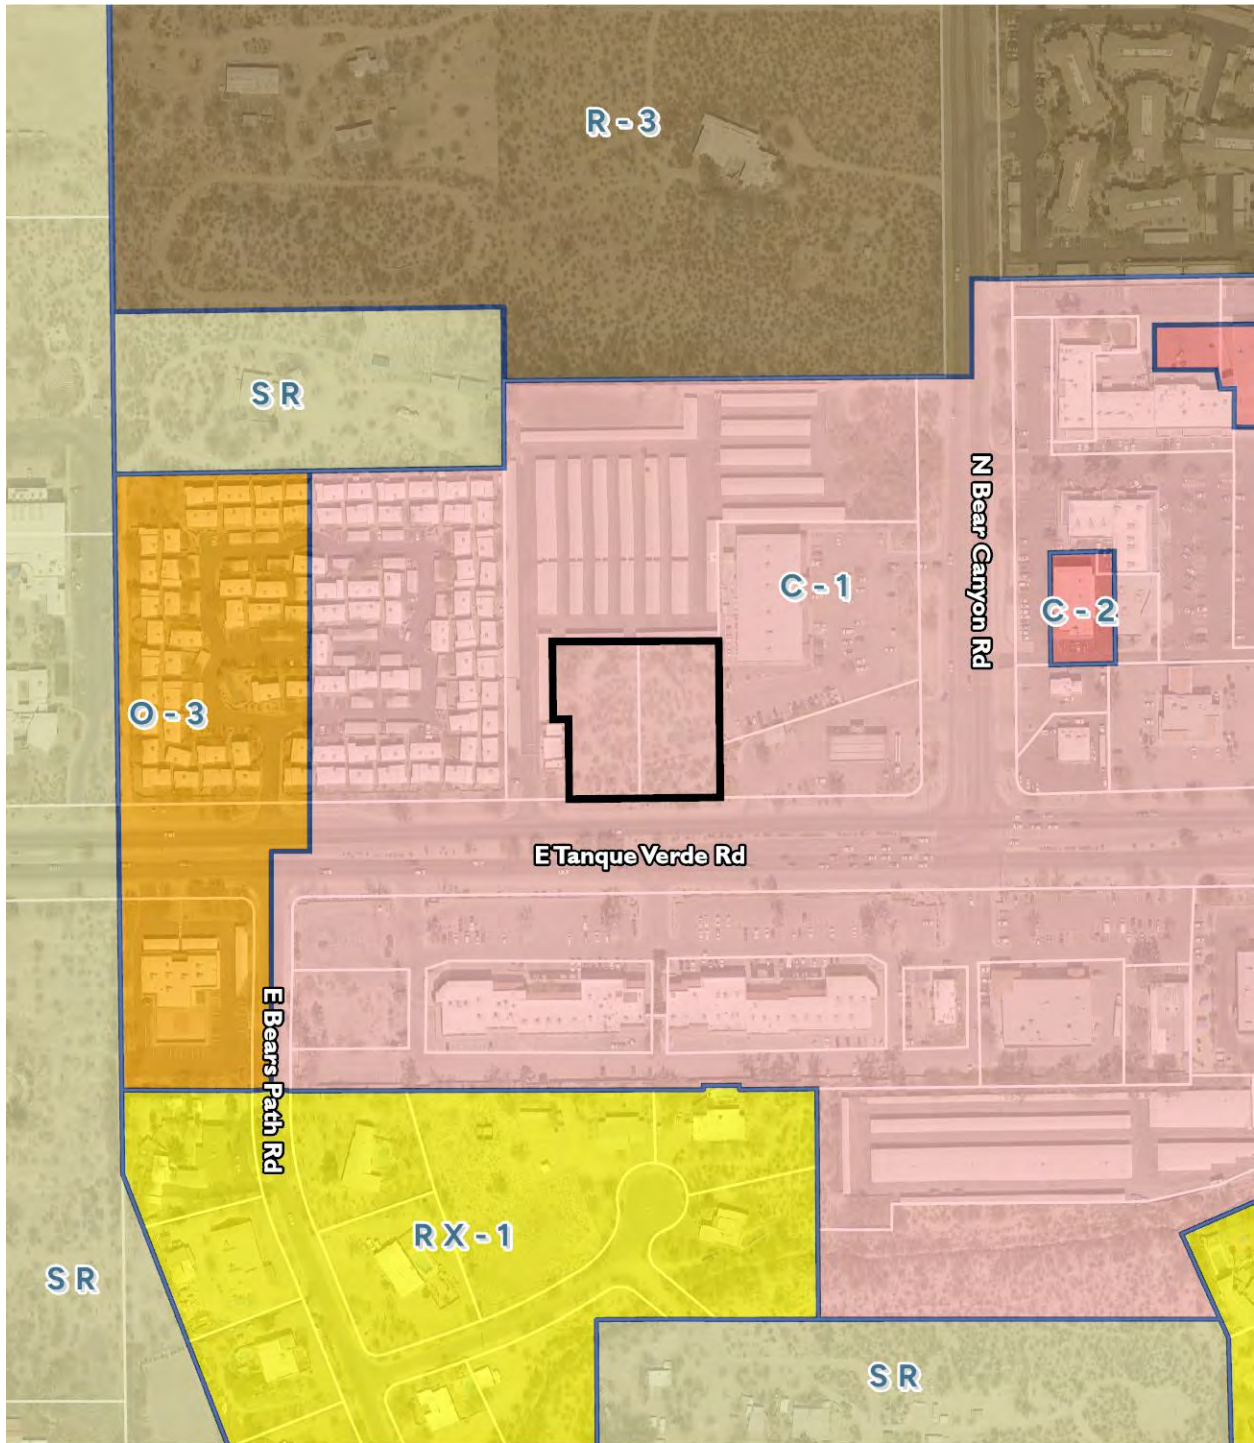 R-3
SR
N Bear Canyon Rd
C-1
C-2
O-3
E Tanque Verde Rd
E Bears Path Rd
RX-1
SR
SR